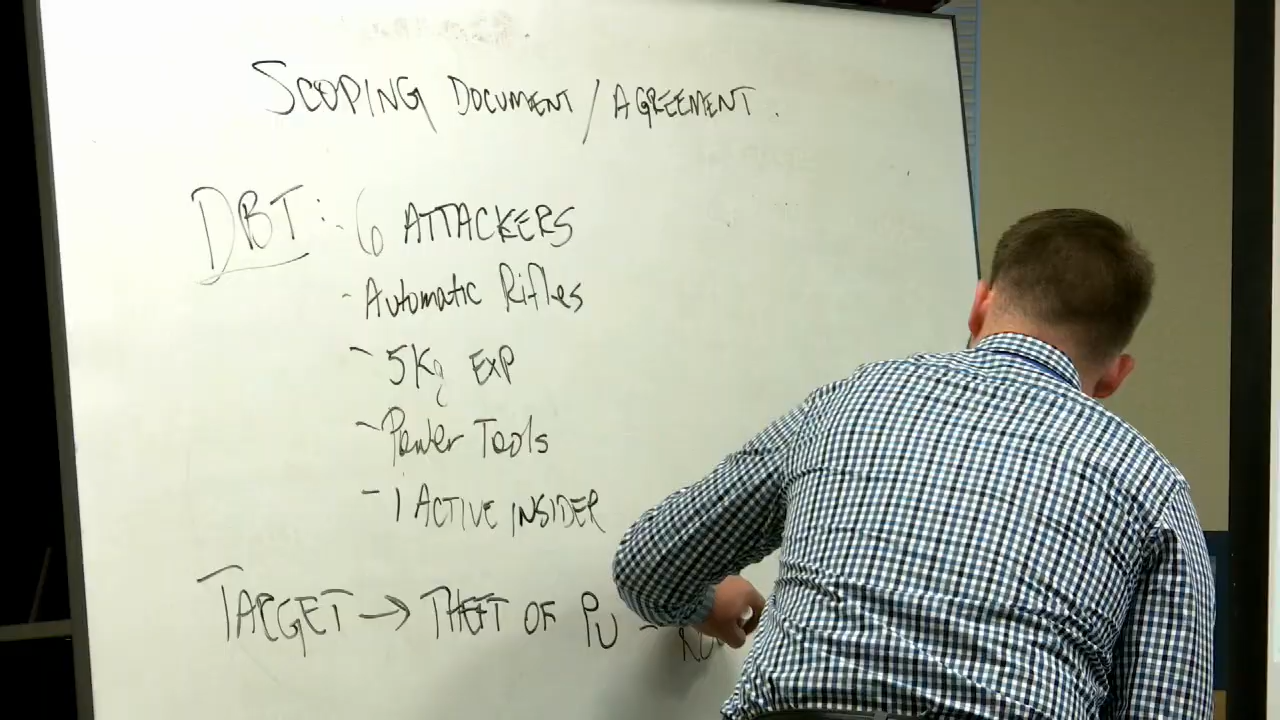 SCOPING DOCUMENT / AGREEMENT.
DBT: - 6 ATTACKERS
- Automatic Rifles
- 5Kg EXP
- Power Tools
- 1 ACTIVE INSIDER
TARGET → THEFT OF PU -